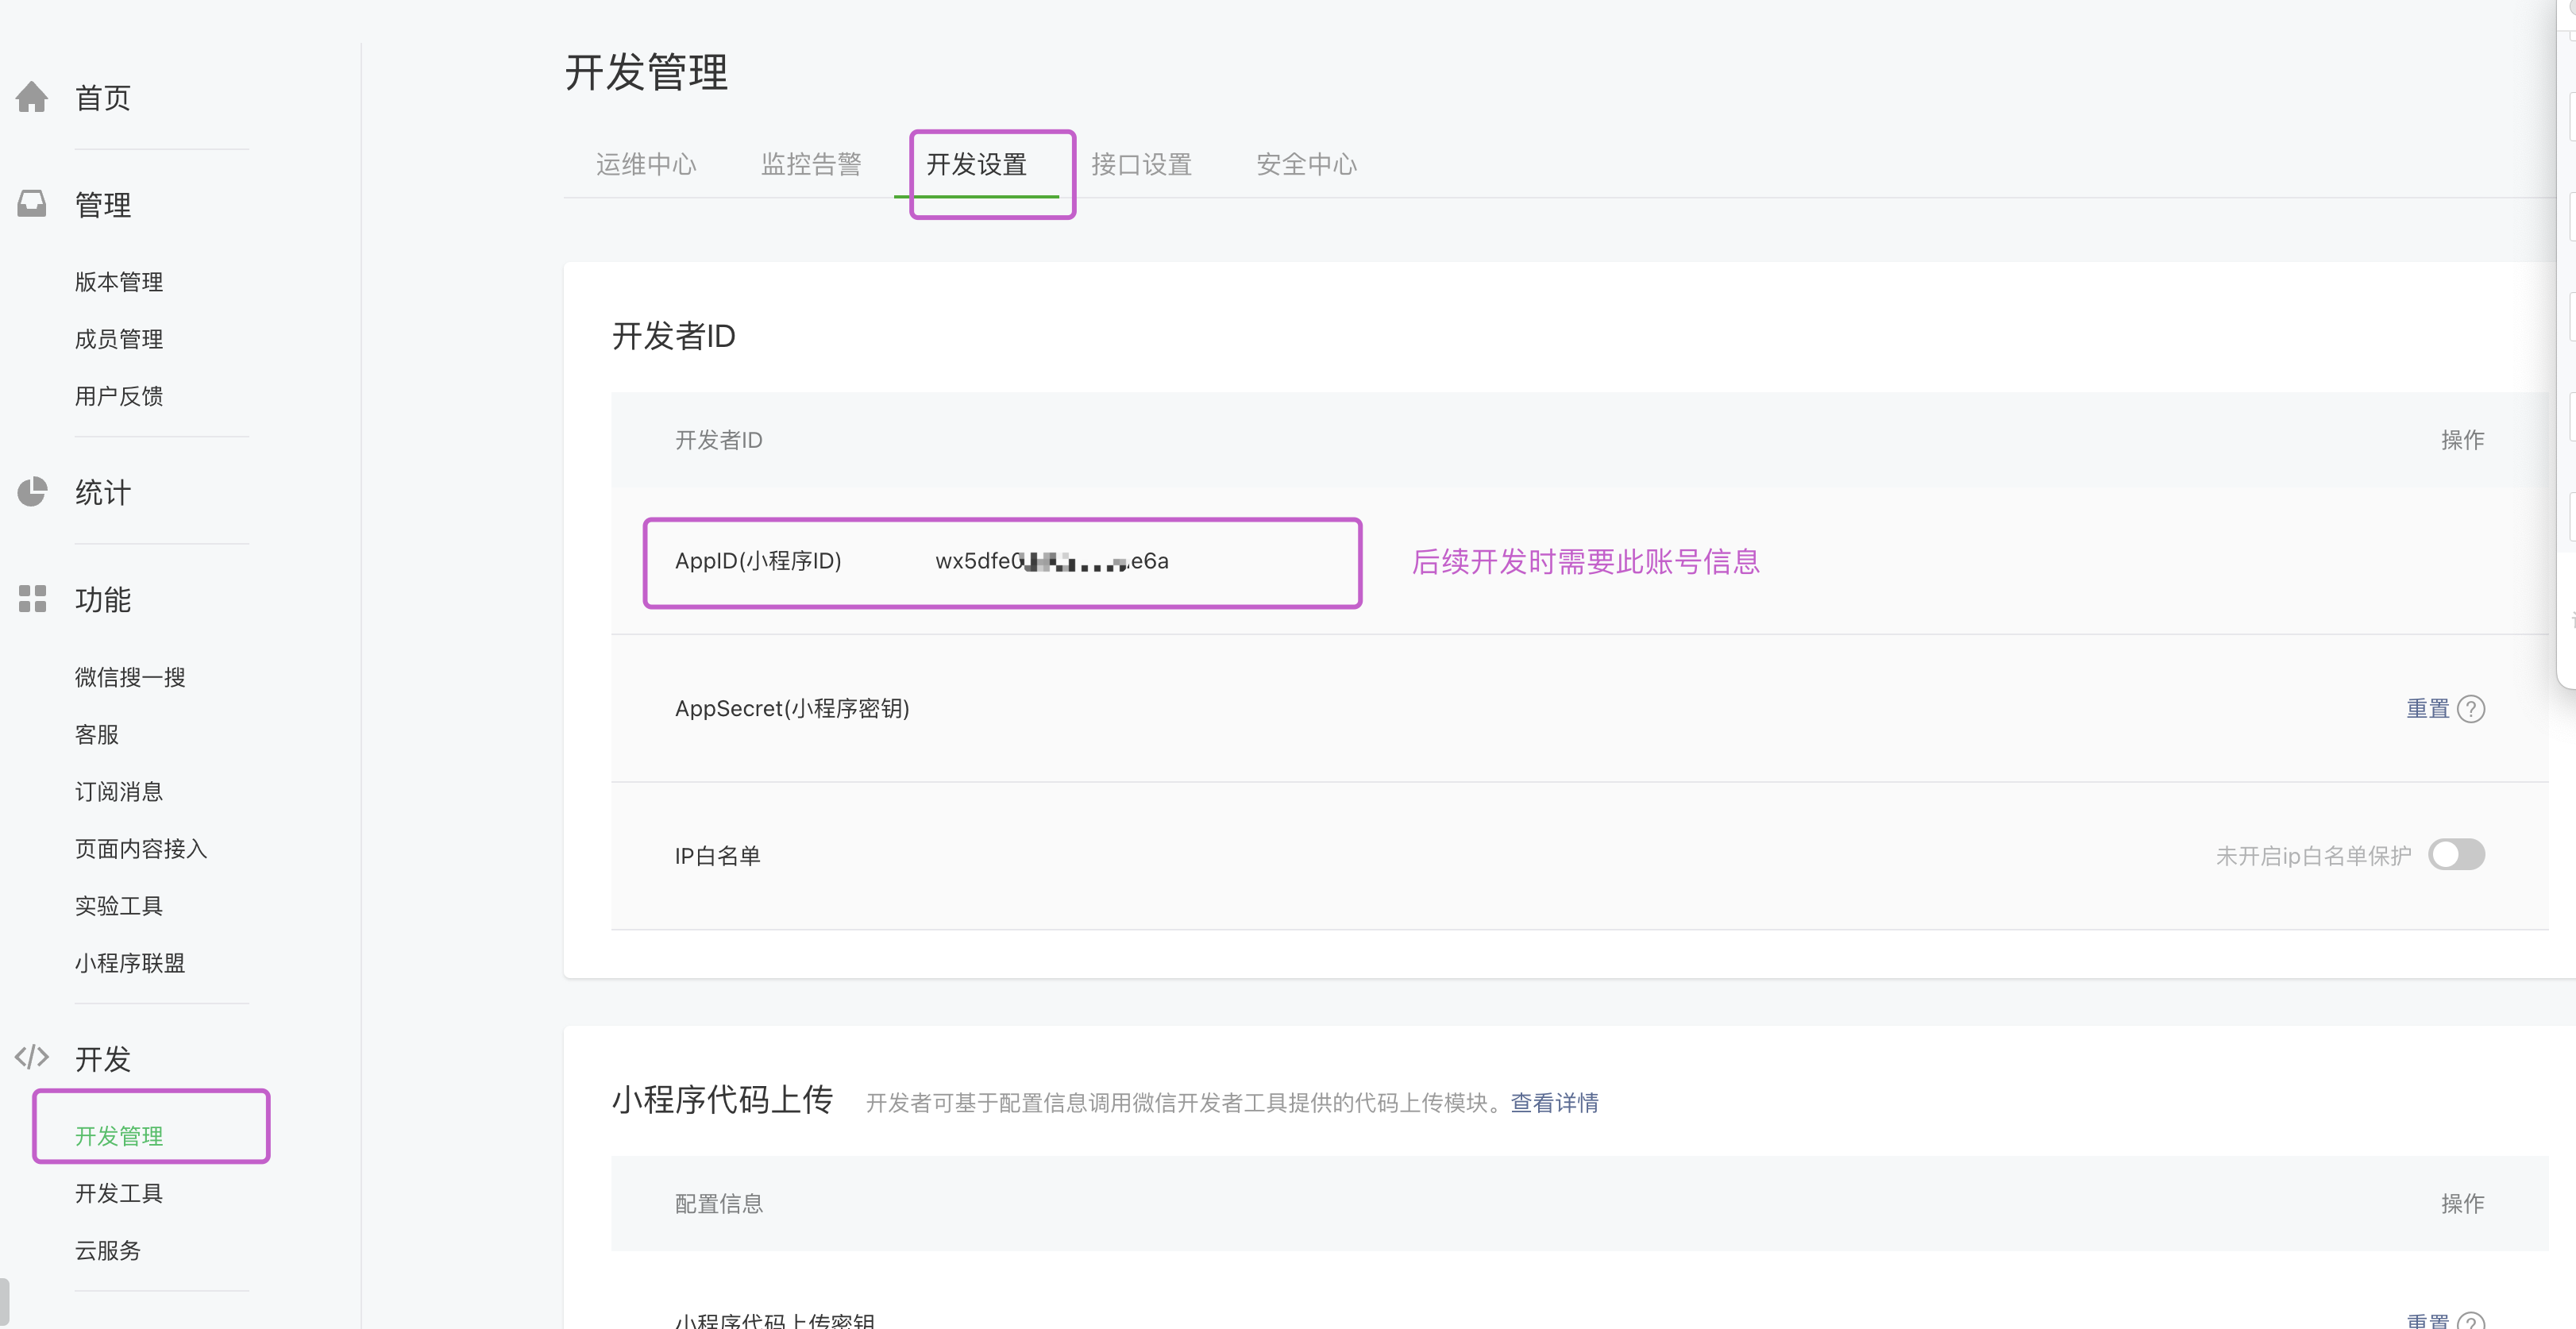 首页
管理
版本管理
成员管理
用户反馈
统计
功能
微信搜一搜
客服
订阅消息
页面内容接入
实验工具
小程序联盟
开发
开发管理
开发工具
云服务
开发管理
运维中心 监控告警 开发设置 接口设置 安全中心
开发者ID
开发者ID 操作
AppID(小程序ID) wx5dfe0 e6a 后续开发时需要此账号信息
AppSecret(小程序密钥) 重置 ?
IP白名单 未开启ip白名单保护
小程序代码上传 开发者可基于配置信息调用微信开发者工具提供的代码上传模块。查看详情
配置信息 操作
小程序代码上传密钥 重置 ?